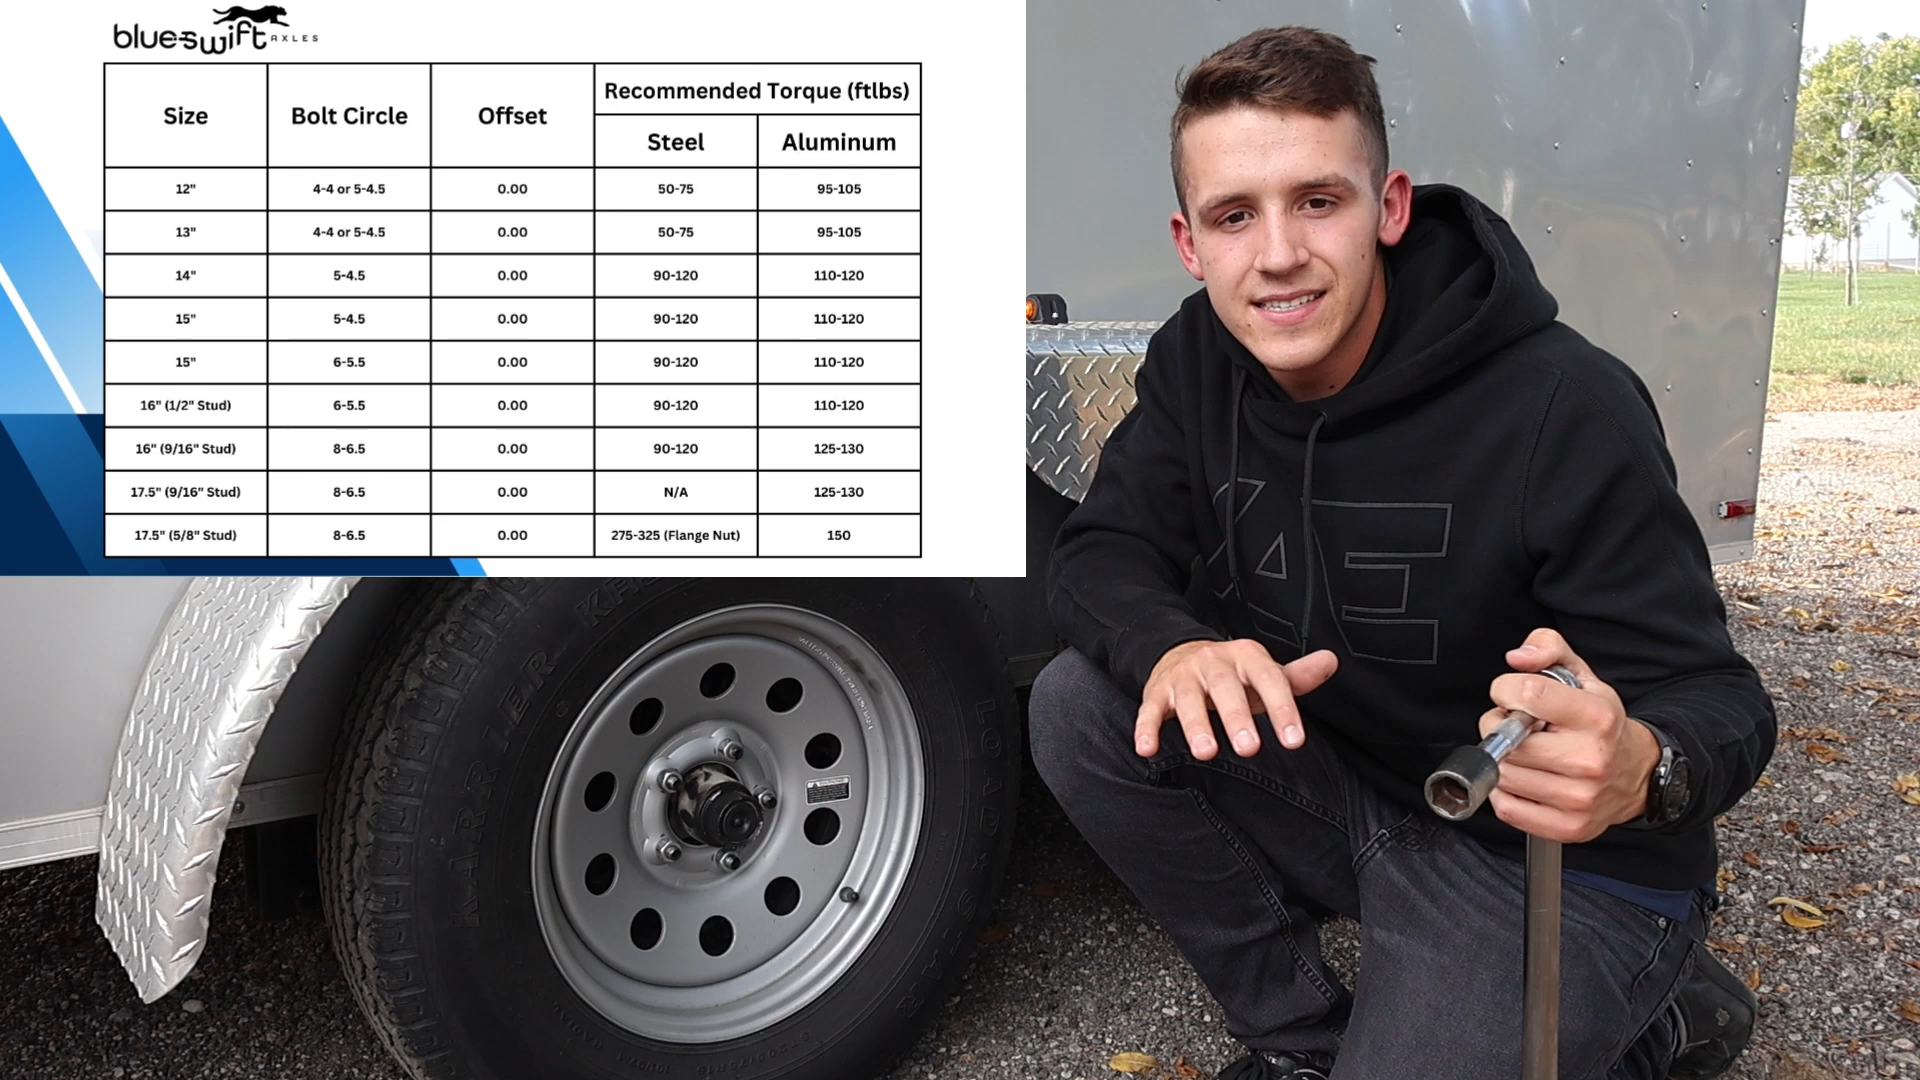 blueswift AXLES
Size Bolt Circle Offset Recommended Torque (ftlbs)
Steel Aluminum
12" 4-4 or 5-4.5 0.00 50-75 95-105
13" 4-4 or 5-4.5 0.00 50-75 95-105
14" 5-4.5 0.00 90-120 110-120
15" 5-4.5 0.00 90-120 110-120
15" 6-5.5 0.00 90-120 110-120
16" (1/2" Stud) 6-5.5 0.00 90-120 110-120
16" (9/16" Stud) 8-6.5 0.00 90-120 125-130
17.5" (9/16" Stud) 8-6.5 0.00 N/A 125-130
17.5" (5/8" Stud) 8-6.5 0.00 275-325 (Flange Nut) 150
KARRIER
LOAD STAR